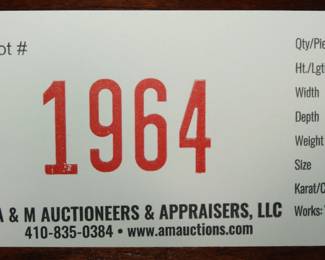 ot #
1964
A & M AUCTIONEERS & APPRAISERS, LLC
410-835-0384 • www.amauctions.com
Qty/Pie
Ht./Lgt
Width
Depth
Weight
Size
Karat/C
Works: